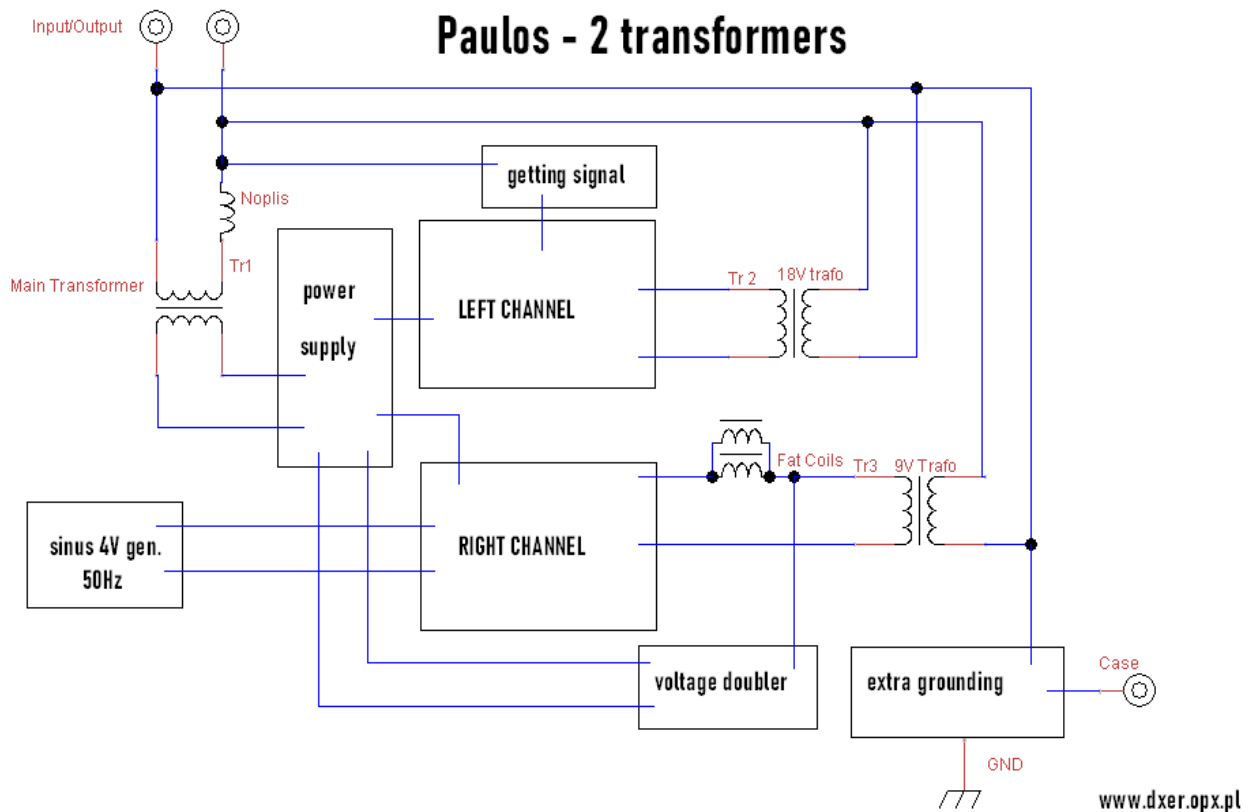 Input/Output
Paulos - 2 transformers
getting signal
Noplis
Tr1
Main Transformer
power
supply
LEFT CHANNEL
Tr 2
18V trafo
Fat Coils
Tr3
9V Trafo
sinus 4V gen.
50Hz
RIGHT CHANNEL
voltage doubler
extra grounding
Case
GND
www.dxer.opx.pl